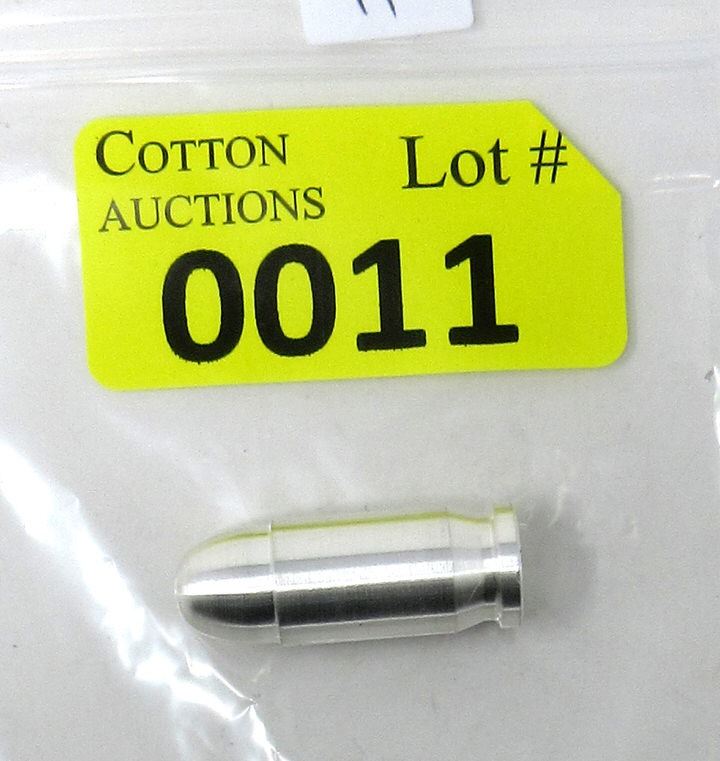 COTTON
AUCTIONS
Lot #
0011